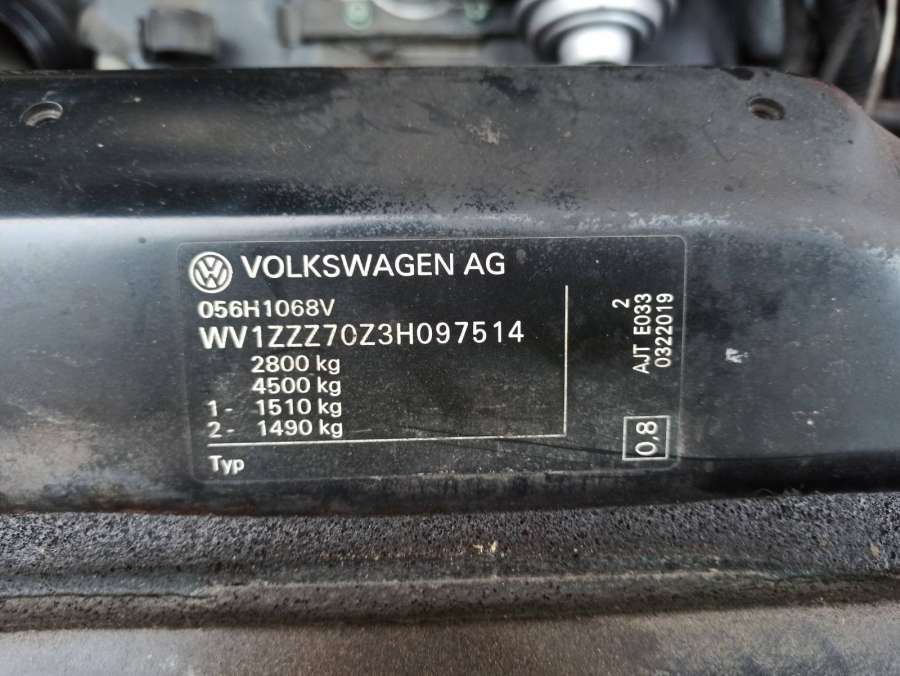 VOLKSWAGEN AG
056H1068V
WV1ZZZ70Z3H097514
2800 kg
4500 kg
1- 1510 kg
2- 1490 kg
Typ
2
AJT E033
0322019
0,8